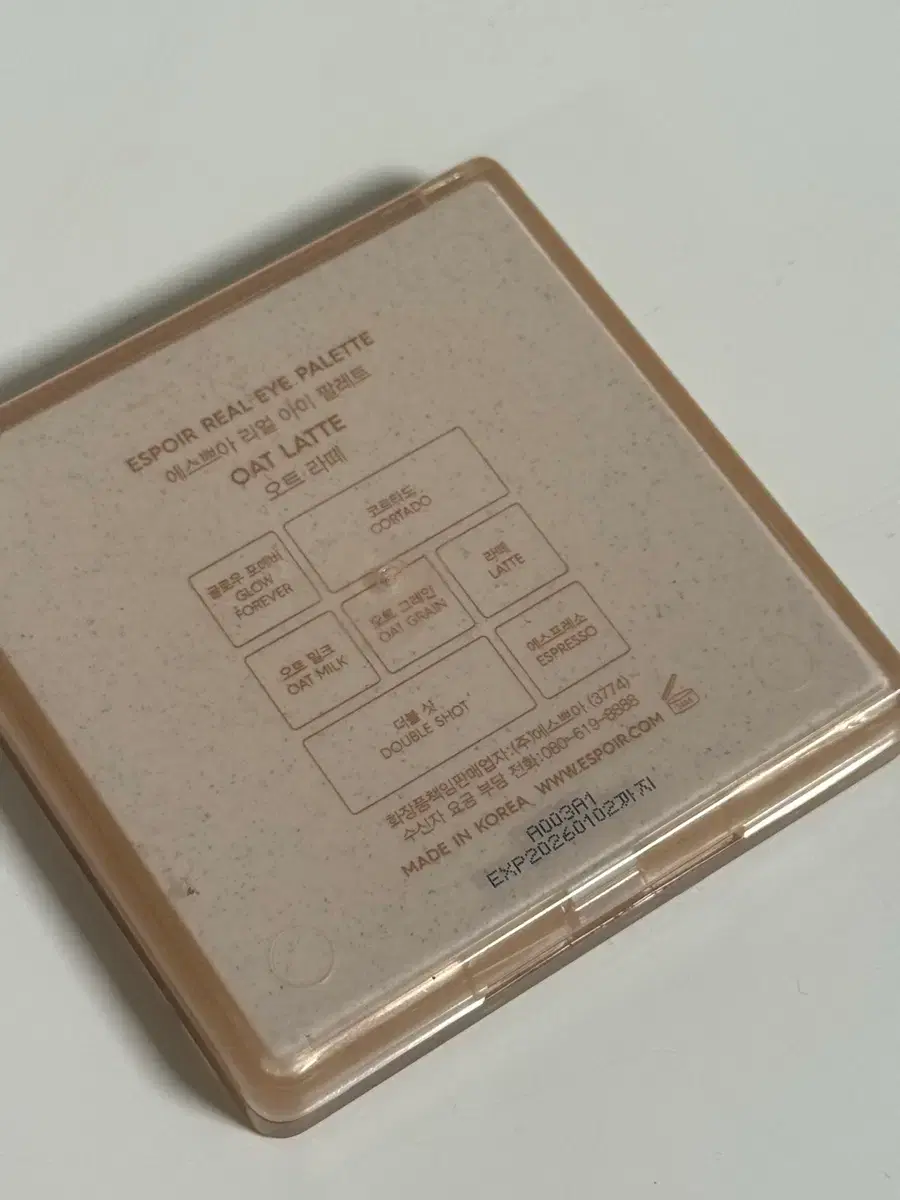 ESPOIR REAL EYE PALETTE
에스쁘아 리얼 아이 팔레트
OAT LATTE
오트 라떼
코르타도
CORTADO
글로우 포에버
GLOW
FOREVER
오트 그레인
OAT GRAIN
라떼
LATTE
오트 밀크
OAT MILK
에스프레소
ESPRESSO
더블 샷
DOUBLE SHOT
화장품책임판매업자:(주)에스쁘아 (3774)
수신자 요금 부담 전화:080-619-8888
MADE IN KOREA WWW.ESPOIR.COM
A003A1
EXP20260102까지